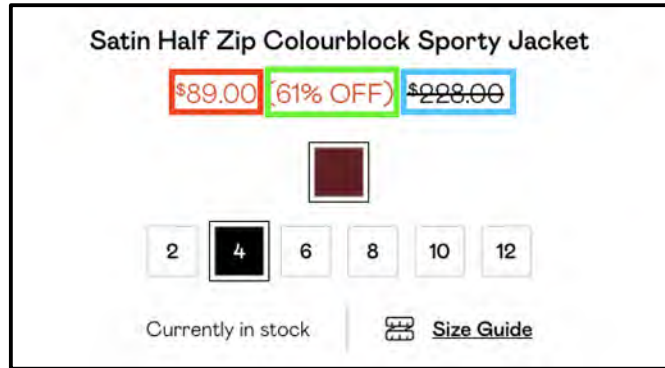 Satin Half Zip Colourblock Sporty Jacket
$89.00 (61% OFF) $228.00
2 4 6 8 10 12
Currently in stock Size Guide